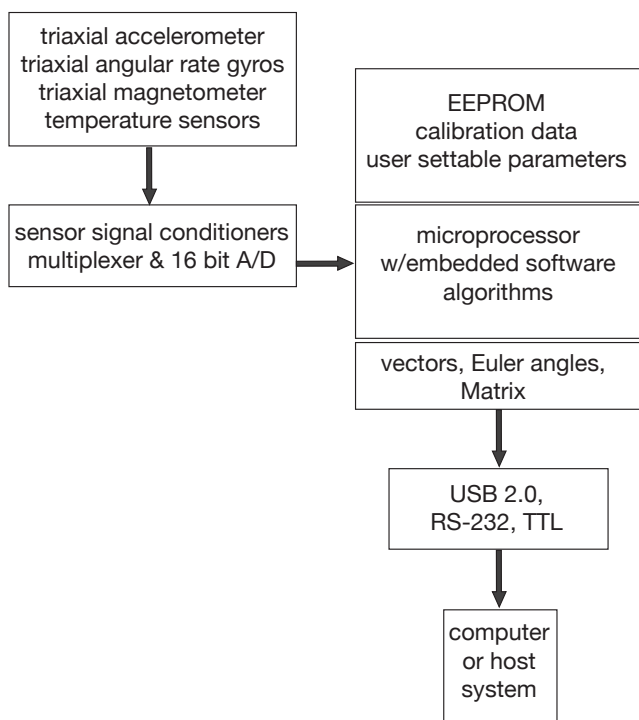 triaxial accelerometer
triaxial angular rate gyros
triaxial magnetometer
temperature sensors
sensor signal conditioners
multiplexer & 16 bit A/D
EEPROM
calibration data
user settable parameters
microprocessor
w/embedded software
algorithms
vectors, Euler angles,
Matrix
USB 2.0,
RS-232, TTL
computer
or host
system